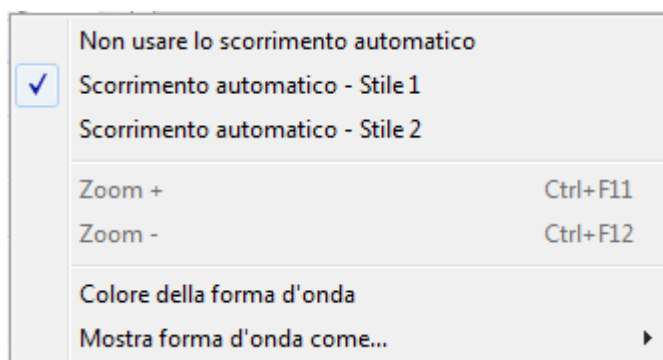 Non usare lo scorrimento automatico
Scorrimento automatico - Stile 1
Scorrimento automatico - Stile 2
Zoom + Ctrl+F11
Zoom - Ctrl+F12
Colore della forma d'onda
Mostra forma d'onda come...